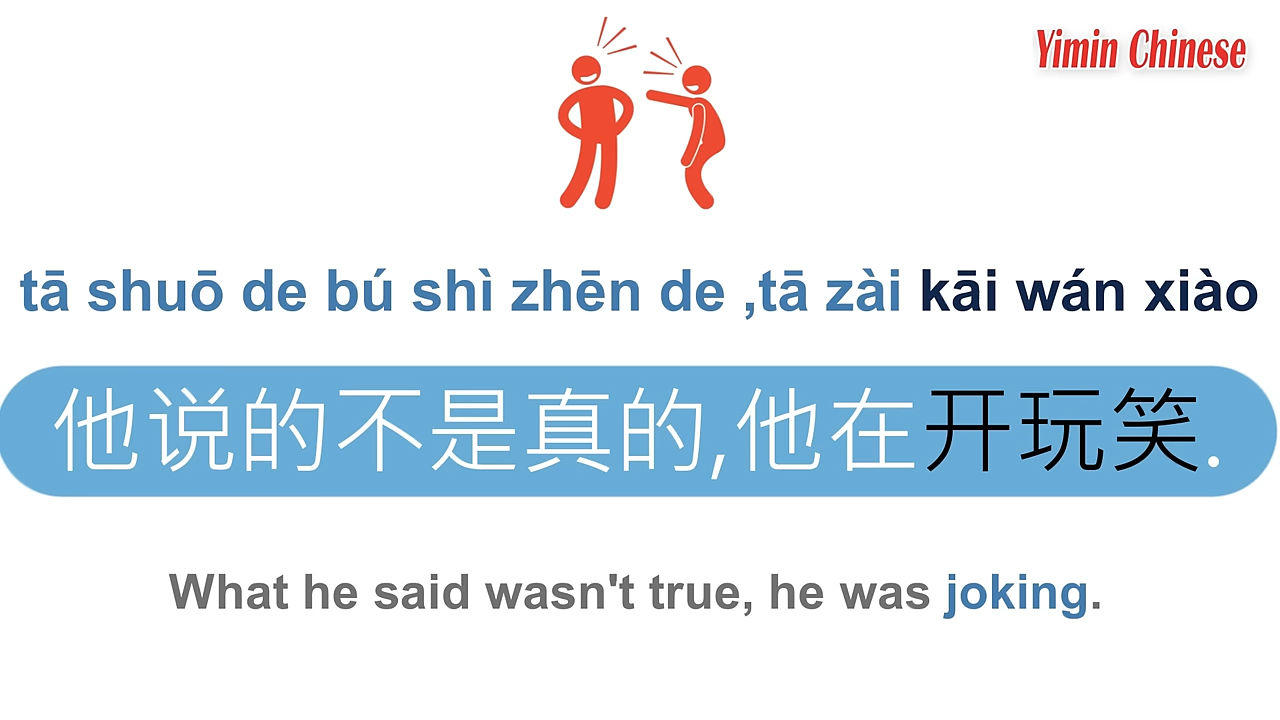 Yimin Chinese
tā shuō de bú shì zhēn de ,tā zài kāi wán xiào
他说的不是真的,他在开玩笑.
What he said wasn't true, he was joking.